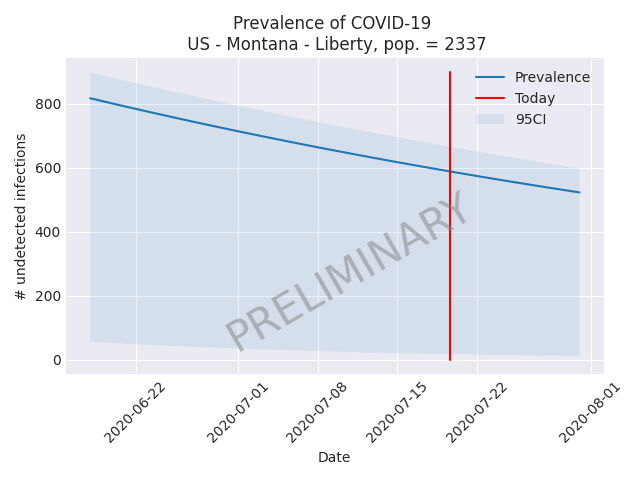 Prevalence of COVID-19
US - Montana - Liberty, pop. = 2337
Prevalence
Today
95CI
800
600
400
200
0
# undetected infections
PRELIMINARY
2020-06-22
2020-07-01
2020-07-08
2020-07-15
2020-07-22
2020-08-01
Date